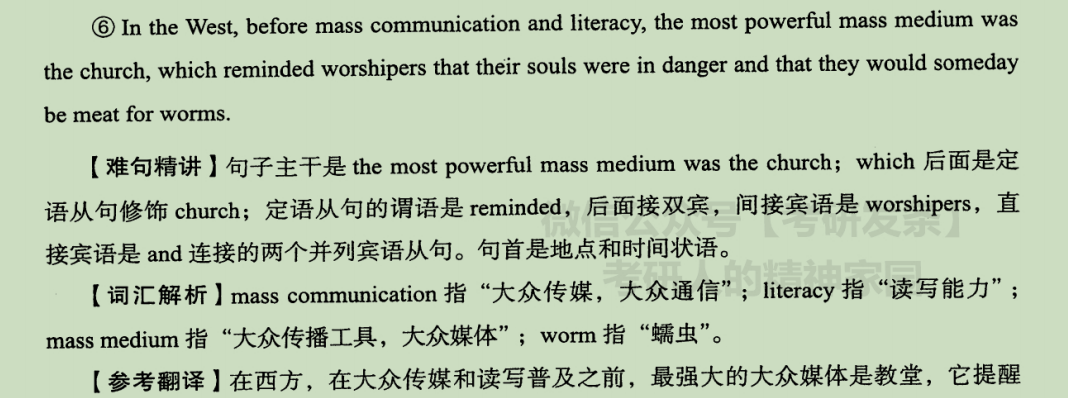 ⑥ In the West, before mass communication and literacy, the most powerful mass medium was
the church, which reminded worshipers that their souls were in danger and that they would someday
be meat for worms.
【难句精讲】句子主干是 the most powerful mass medium was the church；which 后面是定
语从句修饰 church；定语从句的谓语是 reminded，后面接双宾，间接宾语是 worshipers，直
接宾语是 and 连接的两个并列宾语从句。句首是地点和时间状语。
【词汇解析】mass communication 指“大众传媒，大众通信”；literacy 指“读写能力”；
mass medium 指“大众传播工具，大众媒体”；worm 指“蠕虫”。
【参考翻译】在西方，在大众传媒和读写普及之前，最强大的大众媒体是教堂，它提醒
微信公众号【考研发条】
考研人的精神家园